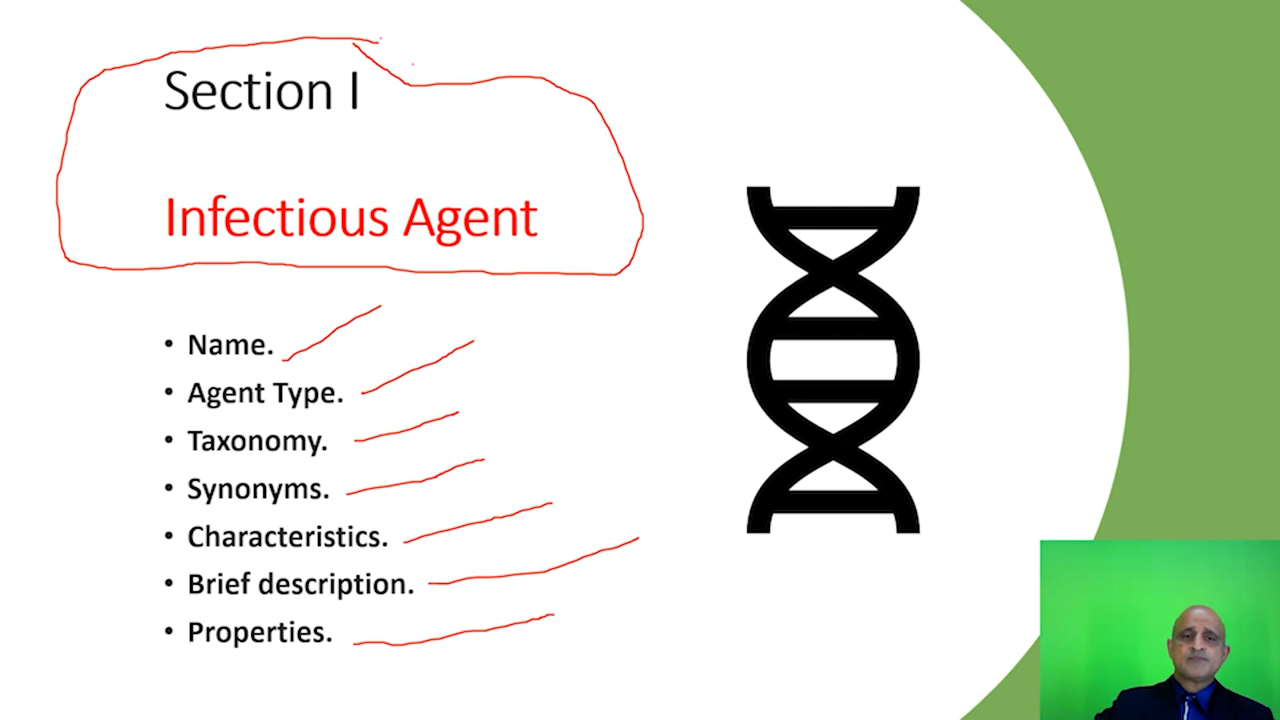 Section I
Infectious Agent
• Name.
• Agent Type.
• Taxonomy.
• Synonyms.
• Characteristics.
• Brief description.
• Properties.